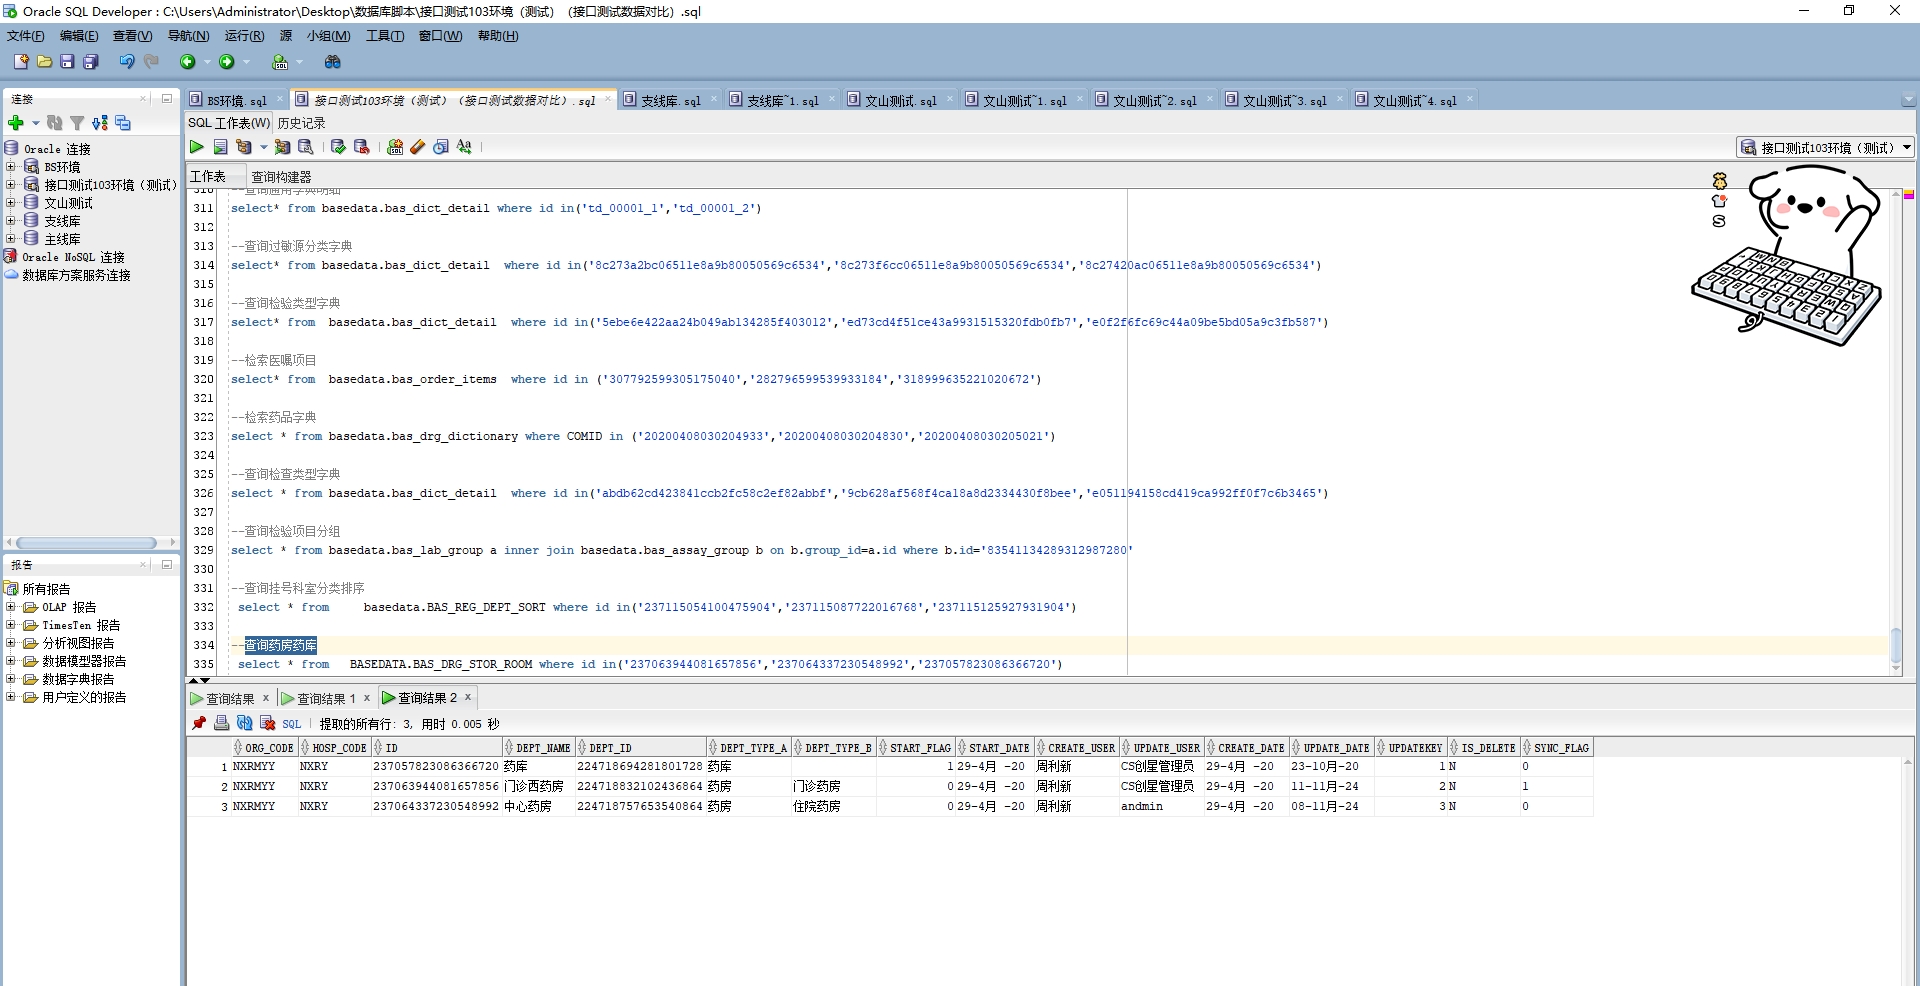 Oracle SQL Developer : C:\Users\Administrator\Desktop\数据库脚本\接口测试103环境（测试）（接口测试数据对比）.sql
文件(F) 编辑(E) 查看(V) 导航(N) 运行(R) 源 小组(M) 工具(T) 窗口(W) 帮助(H)
连接
Oracle 连接
BS环境
接口测试103环境（测试）
文山测试
支线库
主线库
Oracle NoSQL 连接
数据库方案服务连接
报告
所有报告
OLAP 报告
TimesTen 报告
分析视图报告
数据模型器报告
数据字典报告
用户定义的报告
BS环境.sql 接口测试103环境（测试）（接口测试数据对比）.sql 支线库.sql 支线库~1.sql 文山测试.sql 文山测试~1.sql 文山测试~2.sql 文山测试~3.sql 文山测试~4.sql
SQL 工作表(W) 历史记录
接口测试103环境（测试）
工作表 查询构建器
310 --查询通用字典明细
311 select* from basedata.bas_dict_detail where id in('td_00001_1','td_00001_2')
312
313 --查询过敏源分类字典
314 select* from basedata.bas_dict_detail  where id in('8c273a2bc06511e8a9b80050569c6534','8c273f6cc06511e8a9b80050569c6534','8c27420ac06511e8a9b80050569c6534')
315
316 --查询检验类型字典
317 select* from  basedata.bas_dict_detail  where id in('5ebe6e422aa24b049ab134285f403012','ed73cd4f51ce43a9931515320fdb0fb7','e0f2f6fc69c44a09be5bd05a9c3fb587')
318
319 --检索医嘱项目
320 select* from  basedata.bas_order_items  where id in ('307792599305175040','282796599539933184','318999635221020672')
321
322 --检索药品字典
323 select * from basedata.bas_drg_dictionary where COMID in ('20200408030204933','20200408030204830','20200408030205021')
324
325 --查询检查类型字典
326 select * from basedata.bas_dict_detail  where id in('abdb62cd423841ccb2fc58c2ef82abbf','9cb628af568f4ca18a8d2334430f8bee','e051194158cd419ca992ff0f7c6b3465')
327
328 --查询检验项目分组
329 select * from basedata.bas_lab_group a inner join basedata.bas_assay_group b on b.group_id=a.id where b.id='83541134289312987280'
330
331 --查询挂号科室分类排序
332 select * from     basedata.BAS_REG_DEPT_SORT where id in('237115054100475904','237115087722016768','237115125927931904')
333
334 --查询药房药库
335 select * from   BASEDATA.BAS_DRG_STOR_ROOM where id in('237063944081657856','237064337230548992','237057823086366720')
查询结果 查询结果 1 查询结果 2
SQL 提取的所有行: 3, 用时 0.005 秒
ORG_CODE HOSP_CODE ID DEPT_NAME DEPT_ID DEPT_TYPE_A DEPT_TYPE_B START_FLAG START_DATE CREATE_USER UPDATE_USER CREATE_DATE UPDATE_DATE UPDATEKEY IS_DELETE SYNC_FLAG
1 NXRMYY NXRY 237057823086366720 药库 224718694281801728 药库 1 29-4月 -20 周利新 CS创星管理员 29-4月 -20 23-10月-20 1 N 0
2 NXRMYY NXRY 237063944081657856 门诊西药房 224718832102436864 药房 门诊药房 0 29-4月 -20 周利新 CS创星管理员 29-4月 -20 11-11月-24 2 N 1
3 NXRMYY NXRY 237064337230548992 中心药房 224718757653540864 药房 住院药房 0 29-4月 -20 周利新 andmin 29-4月 -20 08-11月-24 3 N 0